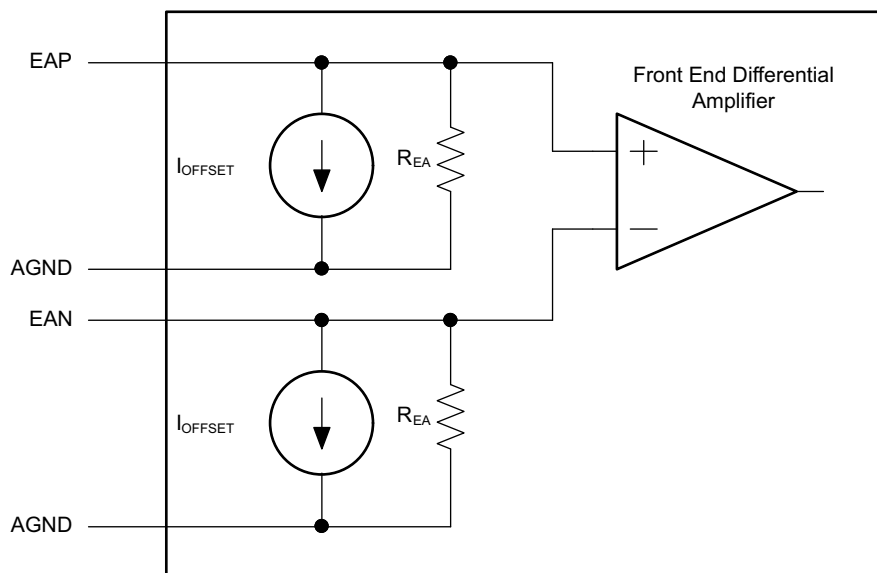 EAP
Front End Differential
Amplifier
IOFFSET
REA
+
−
AGND
EAN
IOFFSET
REA
AGND